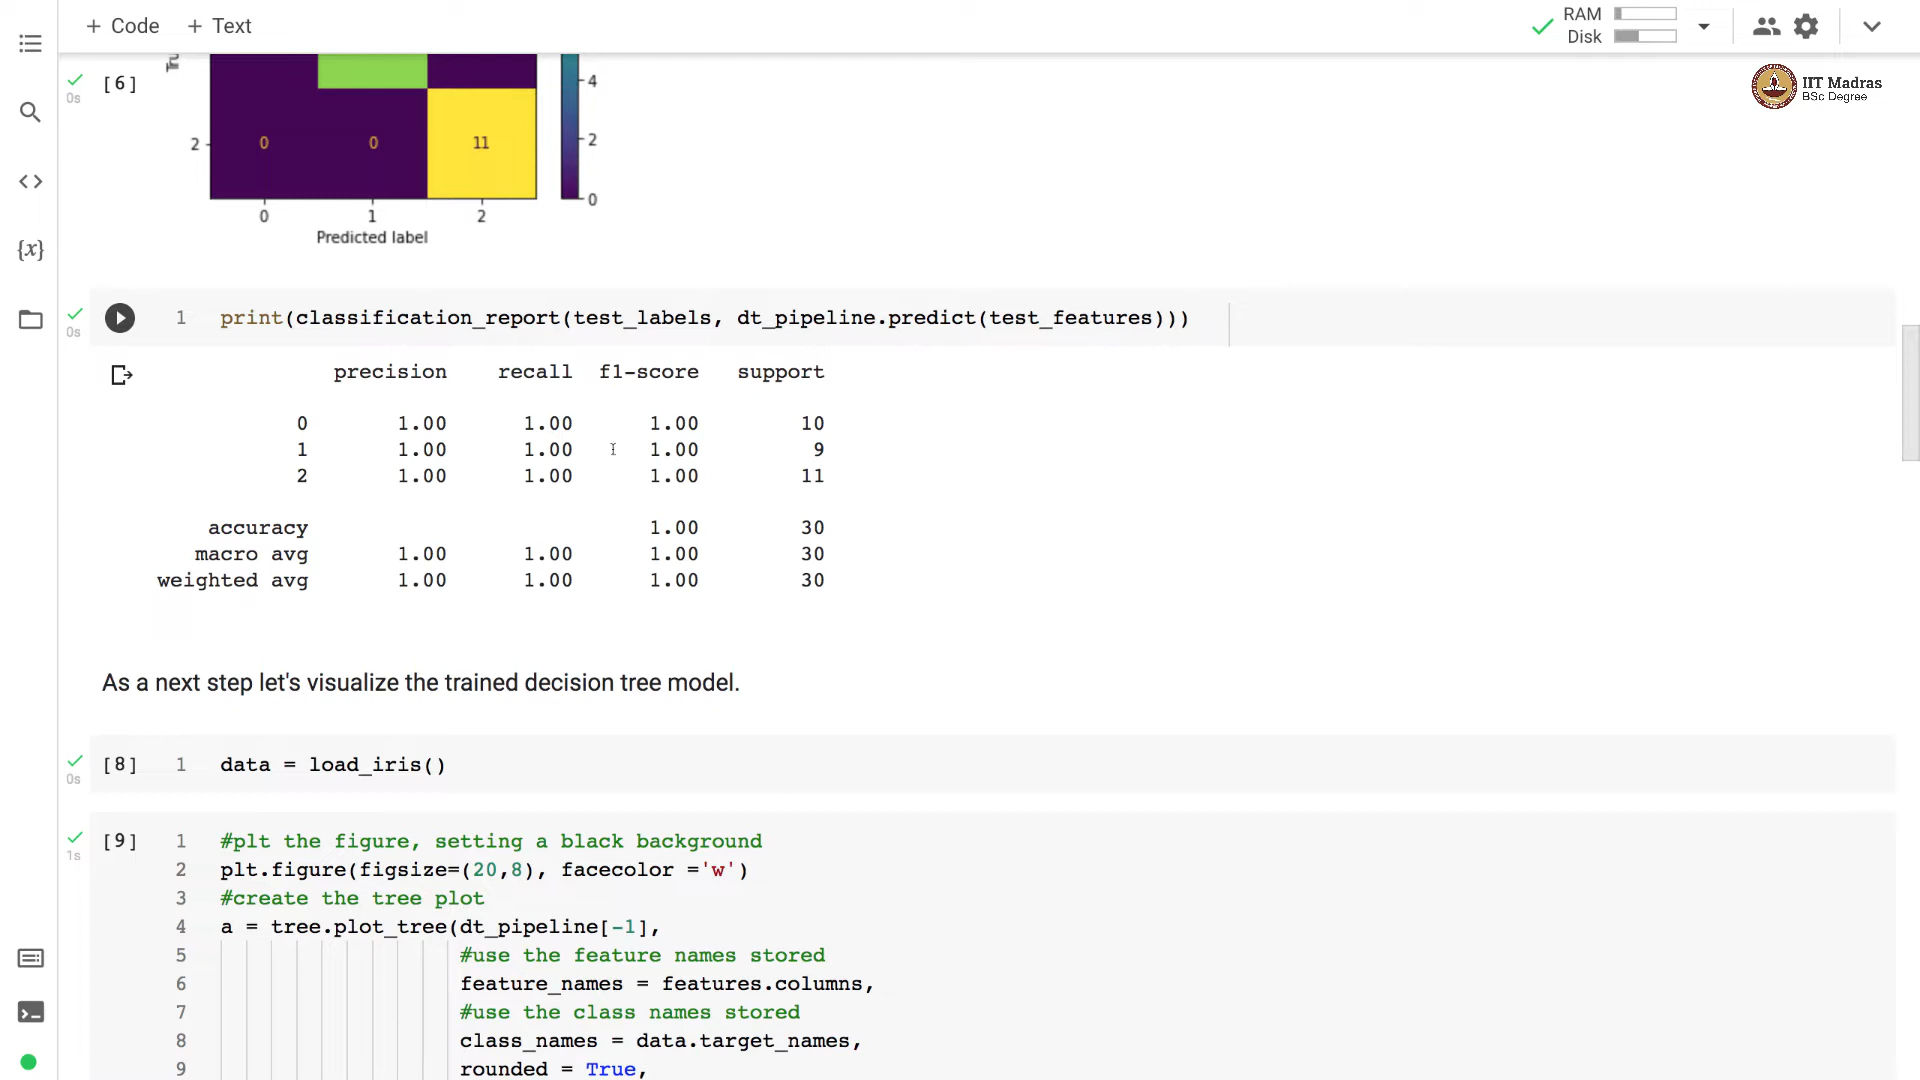 + Code + Text
RAM
Disk
IIT Madras
BSc Degree
[6]
0s
4
2
0
2
0 0 11
0 1 2
Predicted label
{x}
0s
1 print(classification_report(test_labels, dt_pipeline.predict(test_features)))
precision recall f1-score support
0 1.00 1.00 1.00 10
1 1.00 1.00 1.00 9
2 1.00 1.00 1.00 11
accuracy 1.00 30
macro avg 1.00 1.00 1.00 30
weighted avg 1.00 1.00 1.00 30
As a next step let's visualize the trained decision tree model.
[8] 1 data = load_iris()
0s
[9] 1 #plt the figure, setting a black background
1s
2 plt.figure(figsize=(20,8), facecolor ='w')
3 #create the tree plot
4 a = tree.plot_tree(dt_pipeline[-1],
5 #use the feature names stored
6 feature_names = features.columns,
7 #use the class names stored
8 class_names = data.target_names,
9 rounded = True,